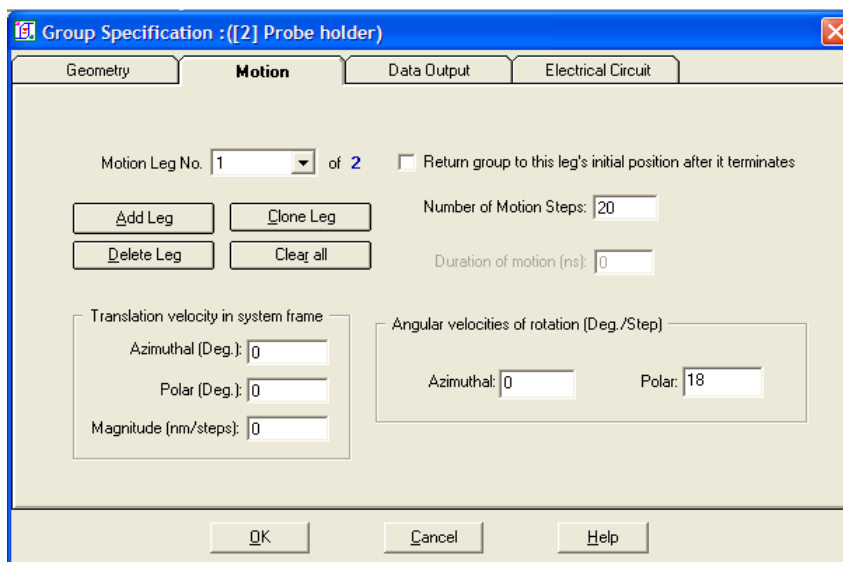 Group Specification :([2] Probe holder)
Geometry Motion Data Output Electrical Circuit
Motion Leg No. 1 of 2
Return group to this leg's initial position after it terminates
Add Leg Clone Leg
Number of Motion Steps: 20
Delete Leg Clear all
Duration of motion (ns): 0
Translation velocity in system frame
Azimuthal (Deg.): 0
Polar (Deg.): 0
Magnitude (nm/steps): 0
Angular velocities of rotation (Deg./Step)
Azimuthal: 0 Polar: 18
OK Cancel Help